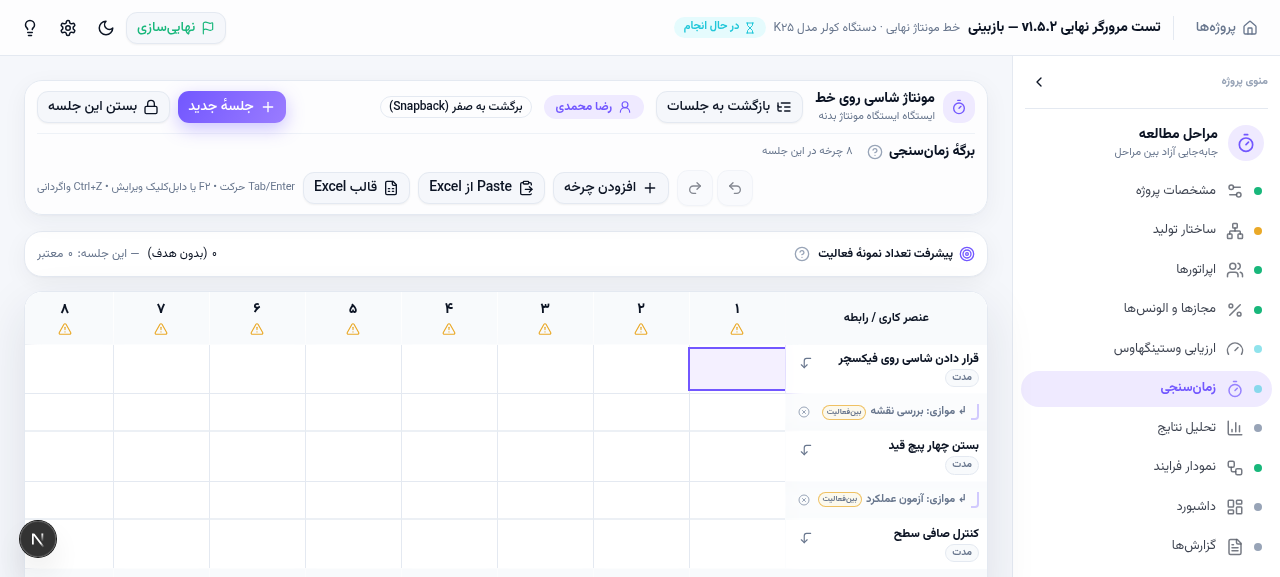 پروژه‌ها
تست مرورگر نهایی v1.5.2 — بازبینی
خط مونتاژ نهایی · دستگاه کولر مدل K25
در حال انجام
نهایی‌سازی
منوی پروژه
مراحل مطالعه
جابه‌جایی آزاد بین مراحل
مشخصات پروژه
ساختار تولید
اپراتورها
مجازها و الونس‌ها
ارزیابی وستینگهاوس
زمان‌سنجی
تحلیل نتایج
نمودار فرایند
داشبورد
گزارش‌ها
مونتاژ شاسی روی خط
ایستگاه ایستگاه مونتاژ بدنه
بازگشت به جلسات
رضا محمدی
برگشت به صفر (Snapback)
جلسهٔ جدید
بستن این جلسه
برگهٔ زمان‌سنجی
۸ چرخه در این جلسه
افزودن چرخه
Paste از Excel
قالب Excel
Tab/Enter حرکت • F2 یا دابل‌کلیک ویرایش • Ctrl+Z واگردانی
پیشرفت تعداد نمونهٔ فعالیت
۰ (بدون هدف)
— این جلسه: ۰ معتبر
عنصر کاری / رابطه
۱ ۲ ۳ ۴ ۵ ۶ ۷ ۸
قرار دادن شاسی روی فیکسچر
مدت
↲ موازی: بررسی نقشه
بین‌فعالیت
بستن چهار پیچ قید
مدت
↲ موازی: آزمون عملکرد
بین‌فعالیت
کنترل صافی سطح
مدت
N